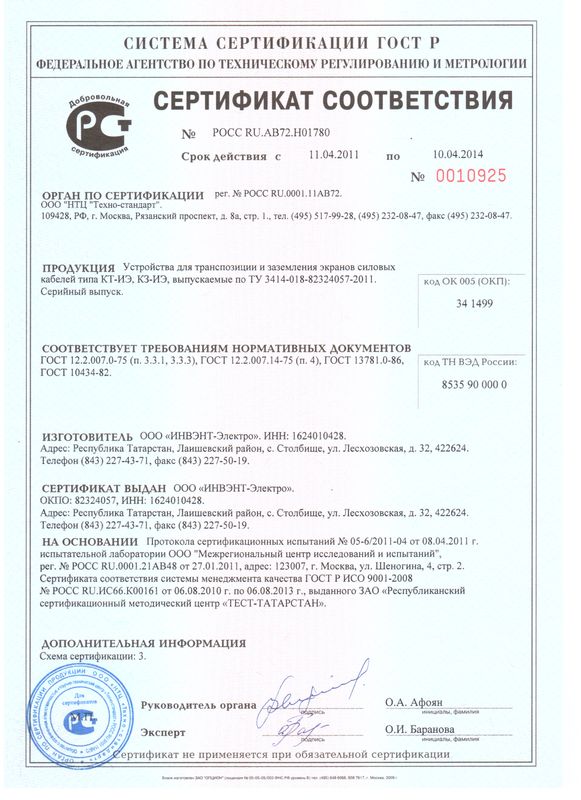 СИСТЕМА СЕРТИФИКАЦИИ ГОСТ Р
ФЕДЕРАЛЬНОЕ АГЕНТСТВО ПО ТЕХНИЧЕСКОМУ РЕГУЛИРОВАНИЮ И МЕТРОЛОГИИ
Добровольная
РСТ
сертификация
СЕРТИФИКАТ СООТВЕТСТВИЯ
№ РОСС RU.АВ72.Н01780
Срок действия с 11.04.2011 по 10.04.2014
№ 0010925
ОРГАН ПО СЕРТИФИКАЦИИ рег. № РОСС RU.0001.11АВ72.
ООО "НТЦ "Техно-стандарт".
109428, РФ, г. Москва, Рязанский проспект, д. 8а, стр. 1., тел. (495) 517-99-28, (495) 232-08-47, факс (495) 232-08-47.
ПРОДУКЦИЯ Устройства для транспозиции и заземления экранов силовых
кабелей типа КТ-ИЭ, КЗ-ИЭ, выпускаемые по ТУ 3414-018-82324057-2011.
Серийный выпуск.
код ОК 005 (ОКП):
34 1499
СООТВЕТСТВУЕТ ТРЕБОВАНИЯМ НОРМАТИВНЫХ ДОКУМЕНТОВ
ГОСТ 12.2.007.0-75 (п. 3.3.1, 3.3.3), ГОСТ 12.2.007.14-75 (п. 4), ГОСТ 13781.0-86,
ГОСТ 10434-82.
код ТН ВЭД России:
8535 90 000 0
ИЗГОТОВИТЕЛЬ ООО «ИНВЭНТ-Электро». ИНН: 1624010428.
Адрес: Республика Татарстан, Лаишевский район, с. Столбище, ул. Лесхозовская, д. 32, 422624.
Телефон (843) 227-43-71, факс (843) 227-50-19.
СЕРТИФИКАТ ВЫДАН ООО «ИНВЭНТ-Электро».
ОКПО: 82324057, ИНН: 1624010428.
Адрес: Республика Татарстан, Лаишевский район, с. Столбище, ул. Лесхозовская, д. 32, 422624.
Телефон (843) 227-43-71, факс (843) 227-50-19.
НА ОСНОВАНИИ Протокола сертификационных испытаний № 05-6/2011-04 от 08.04.2011 г.
испытательной лаборатории ООО "Межрегиональный центр исследований и испытаний",
рег. № РОСС RU.0001.21АВ48 от 27.01.2011, адрес: 123007, г. Москва, ул. Шеногина, 4, стр. 2.
Сертификата соответствия системы менеджмента качества ГОСТ Р ИСО 9001-2008
№ РОСС RU.ИС66.К00161 от 06.08.2010 г. по 06.08.2013 г., выданного ЗАО «Республиканский
сертификационный методический центр «ТЕСТ-ТАТАРСТАН».
ДОПОЛНИТЕЛЬНАЯ ИНФОРМАЦИЯ
Схема сертификации: 3.
Для
сертификатов
М.П.
Руководитель органа
подпись
О.А. Афоян
инициалы, фамилия
Эксперт
подпись
О.И. Баранова
инициалы, фамилия
Сертификат не применяется при обязательной сертификации